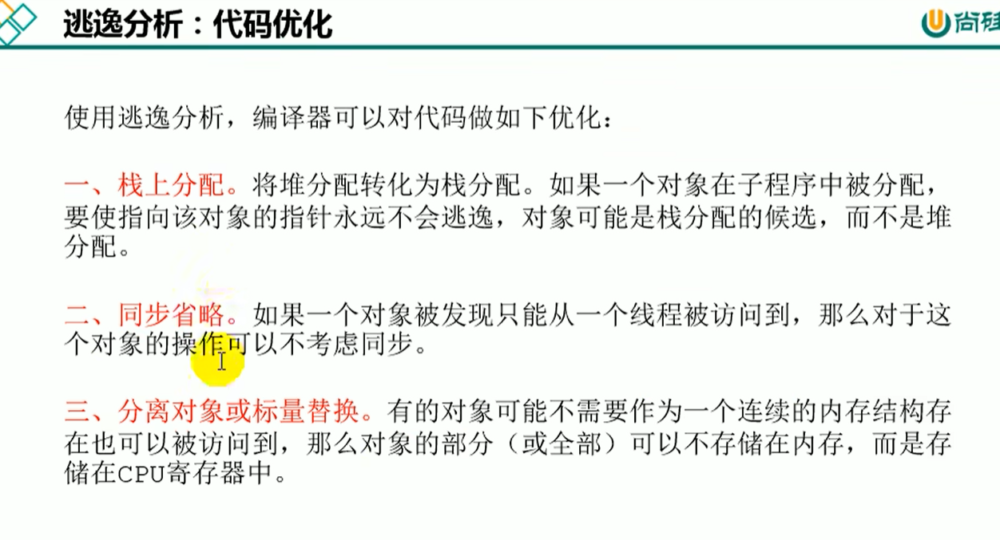 逃逸分析：代码优化
尚硅
使用逃逸分析，编译器可以对代码做如下优化：
一、栈上分配。将堆分配转化为栈分配。如果一个对象在子程序中被分配，
要使指向该对象的指针永远不会逃逸，对象可能是栈分配的候选，而不是堆
分配。
二、同步省略。如果一个对象被发现只能从一个线程被访问到，那么对于这
个对象的操作可以不考虑同步。
三、分离对象或标量替换。有的对象可能不需要作为一个连续的内存结构存
在也可以被访问到，那么对象的部分（或全部）可以不存储在内存，而是存
储在CPU寄存器中。